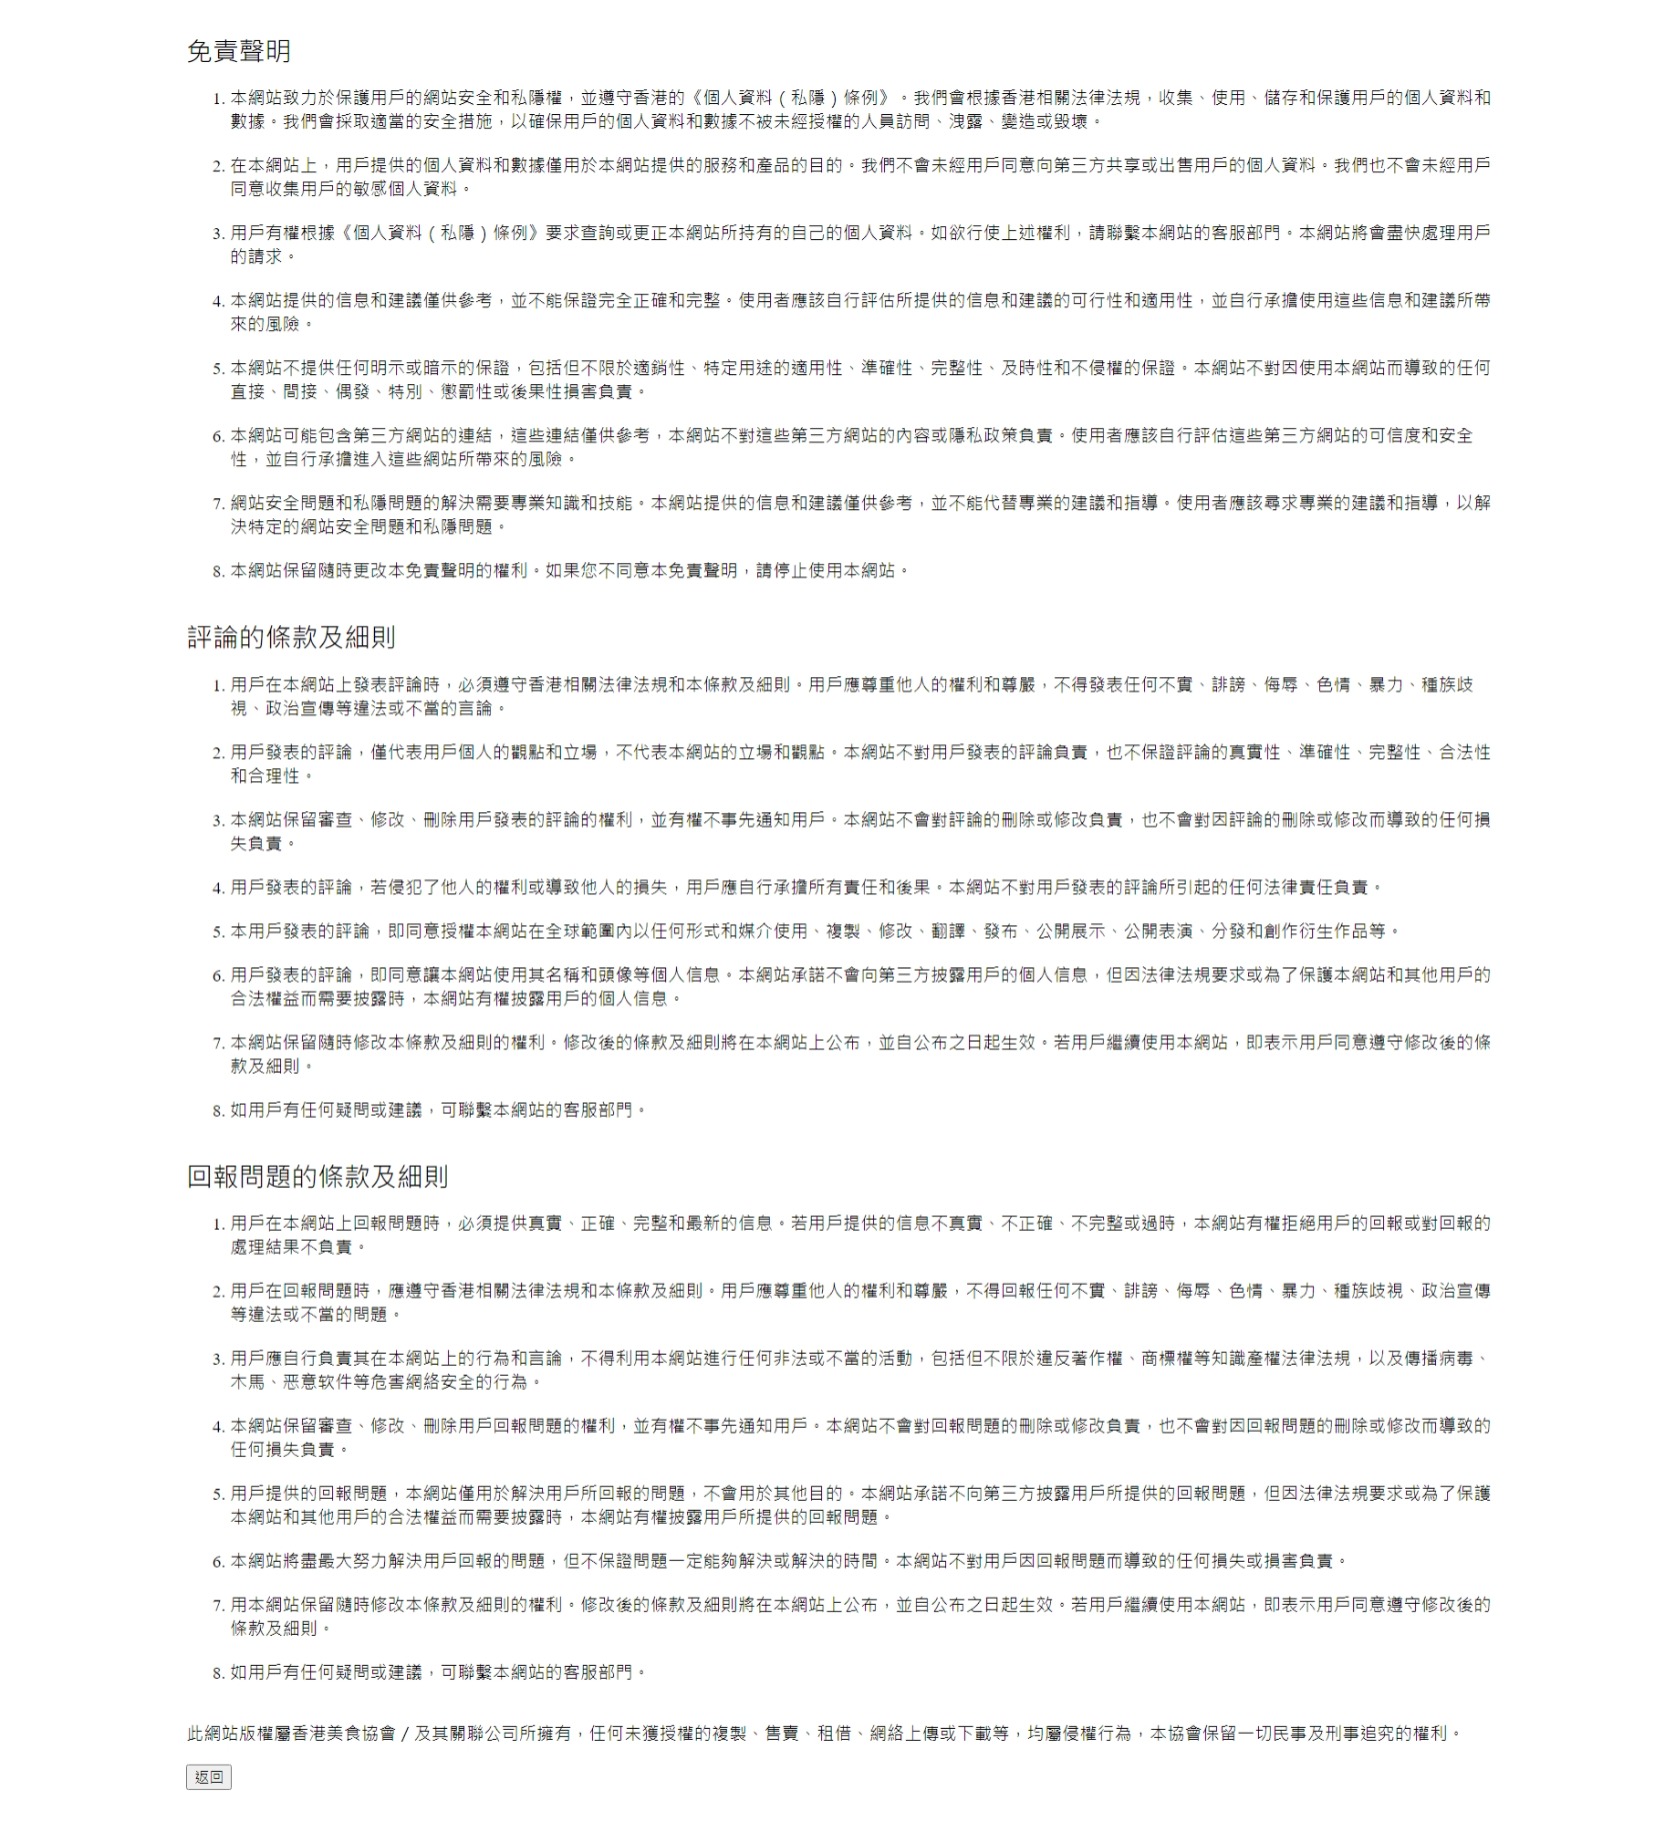 免責聲明
1. 本網站致力於保護用戶的網站安全和私隱權，並遵守香港的《個人資料（私隱）條例》。我們會根據香港相關法律法規，收集、使用、儲存和保護用戶的個人資料和
數據。我們會採取適當的安全措施，以確保用戶的個人資料和數據不被未經授權的人員訪問、洩露、變造或毀壞。
2. 在本網站上，用戶提供的個人資料和數據僅用於本網站提供的服務和產品的目的。我們不會未經用戶同意向第三方共享或出售用戶的個人資料。我們也不會未經用戶
同意收集用戶的敏感個人資料。
3. 用戶有權根據《個人資料（私隱）條例》要求查詢或更正本網站所持有的自己的個人資料。如欲行使上述權利，請聯繫本網站的客服部門。本網站將會盡快處理用戶
的請求。
4. 本網站提供的信息和建議僅供參考，並不能保證完全正確和完整。使用者應該自行評估所提供的信息和建議的可行性和適用性，並自行承擔使用這些信息和建議所帶
來的風險。
5. 本網站不提供任何明示或暗示的保證，包括但不限於適銷性、特定用途的適用性、準確性、完整性、及時性和不侵權的保證。本網站不對因使用本網站而導致的任何
直接、間接、偶發、特別、懲罰性或後果性損害負責。
6. 本網站可能包含第三方網站的連結，這些連結僅供參考，本網站不對這些第三方網站的內容或隱私政策負責。使用者應該自行評估這些第三方網站的可信度和安全
性，並自行承擔進入這些網站所帶來的風險。
7. 網站安全問題和私隱問題的解決需要專業知識和技能。本網站提供的信息和建議僅供參考，並不能代替專業的建議和指導。使用者應該尋求專業的建議和指導，以解
決特定的網站安全問題和私隱問題。
8. 本網站保留隨時更改本免責聲明的權利。如果您不同意本免責聲明，請停止使用本網站。
評論的條款及細則
1. 用戶在本網站上發表評論時，必須遵守香港相關法律法規和本條款及細則。用戶應尊重他人的權利和尊嚴，不得發表任何不實、誹謗、侮辱、色情、暴力、種族歧
視、政治宣傳等違法或不當的言論。
2. 用戶發表的評論，僅代表用戶個人的觀點和立場，不代表本網站的立場和觀點。本網站不對用戶發表的評論負責，也不保證評論的真實性、準確性、完整性、合法性
和合理性。
3. 本網站保留審查、修改、刪除用戶發表的評論的權利，並有權不事先通知用戶。本網站不會對評論的刪除或修改負責，也不會對因評論的刪除或修改而導致的任何損
失負責。
4. 用戶發表的評論，若侵犯了他人的權利或導致他人的損失，用戶應自行承擔所有責任和後果。本網站不對用戶發表的評論所引起的任何法律責任負責。
5. 本用戶發表的評論，即同意授權本網站在全球範圍內以任何形式和媒介使用、複製、修改、翻譯、發布、公開展示、公開表演、分發和創作衍生作品等。
6. 用戶發表的評論，即同意讓本網站使用其名稱和頭像等個人信息。本網站承諾不會向第三方披露用戶的個人信息，但因法律法規要求或為了保護本網站和其他用戶的
合法權益而需要披露時，本網站有權披露用戶的個人信息。
7. 本網站保留隨時修改本條款及細則的權利。修改後的條款及細則將在本網站上公布，並自公布之日起生效。若用戶繼續使用本網站，即表示用戶同意遵守修改後的條
款及細則。
8. 如用戶有任何疑問或建議，可聯繫本網站的客服部門。
回報問題的條款及細則
1. 用戶在本網站上回報問題時，必須提供真實、正確、完整和最新的信息。若用戶提供的信息不真實、不正確、不完整或過時，本網站有權拒絕用戶的回報或對回報的
處理結果不負責。
2. 用戶在回報問題時，應遵守香港相關法律法規和本條款及細則。用戶應尊重他人的權利和尊嚴，不得回報任何不實、誹謗、侮辱、色情、暴力、種族歧視、政治宣傳
等違法或不當的問題。
3. 用戶應自行負責其在本網站上的行為和言論，不得利用本網站進行任何非法或不當的活動，包括但不限於違反著作權、商標權等知識產權法律法規，以及傳播病毒、
木馬、恶意软件等危害網絡安全的行為。
4. 本網站保留審查、修改、刪除用戶回報問題的權利，並有權不事先通知用戶。本網站不會對回報問題的刪除或修改負責，也不會對因回報問題的刪除或修改而導致的
任何損失負責。
5. 用戶提供的回報問題，本網站僅用於解決用戶所回報的問題，不會用於其他目的。本網站承諾不向第三方披露用戶所提供的回報問題，但因法律法規要求或為了保護
本網站和其他用戶的合法權益而需要披露時，本網站有權披露用戶所提供的回報問題。
6. 本網站將盡最大努力解決用戶回報的問題，但不保證問題一定能夠解決或解決的時間。本網站不對用戶因回報問題而導致的任何損失或損害負責。
7. 用本網站保留隨時修改本條款及細則的權利。修改後的條款及細則將在本網站上公布，並自公布之日起生效。若用戶繼續使用本網站，即表示用戶同意遵守修改後的
條款及細則。
8. 如用戶有任何疑問或建議，可聯繫本網站的客服部門。
此網站版權屬香港美食協會 / 及其關聯公司所擁有，任何未獲授權的複製、售賣、租借、網絡上傳或下載等，均屬侵權行為，本協會保留一切民事及刑事追究的權利。
返回